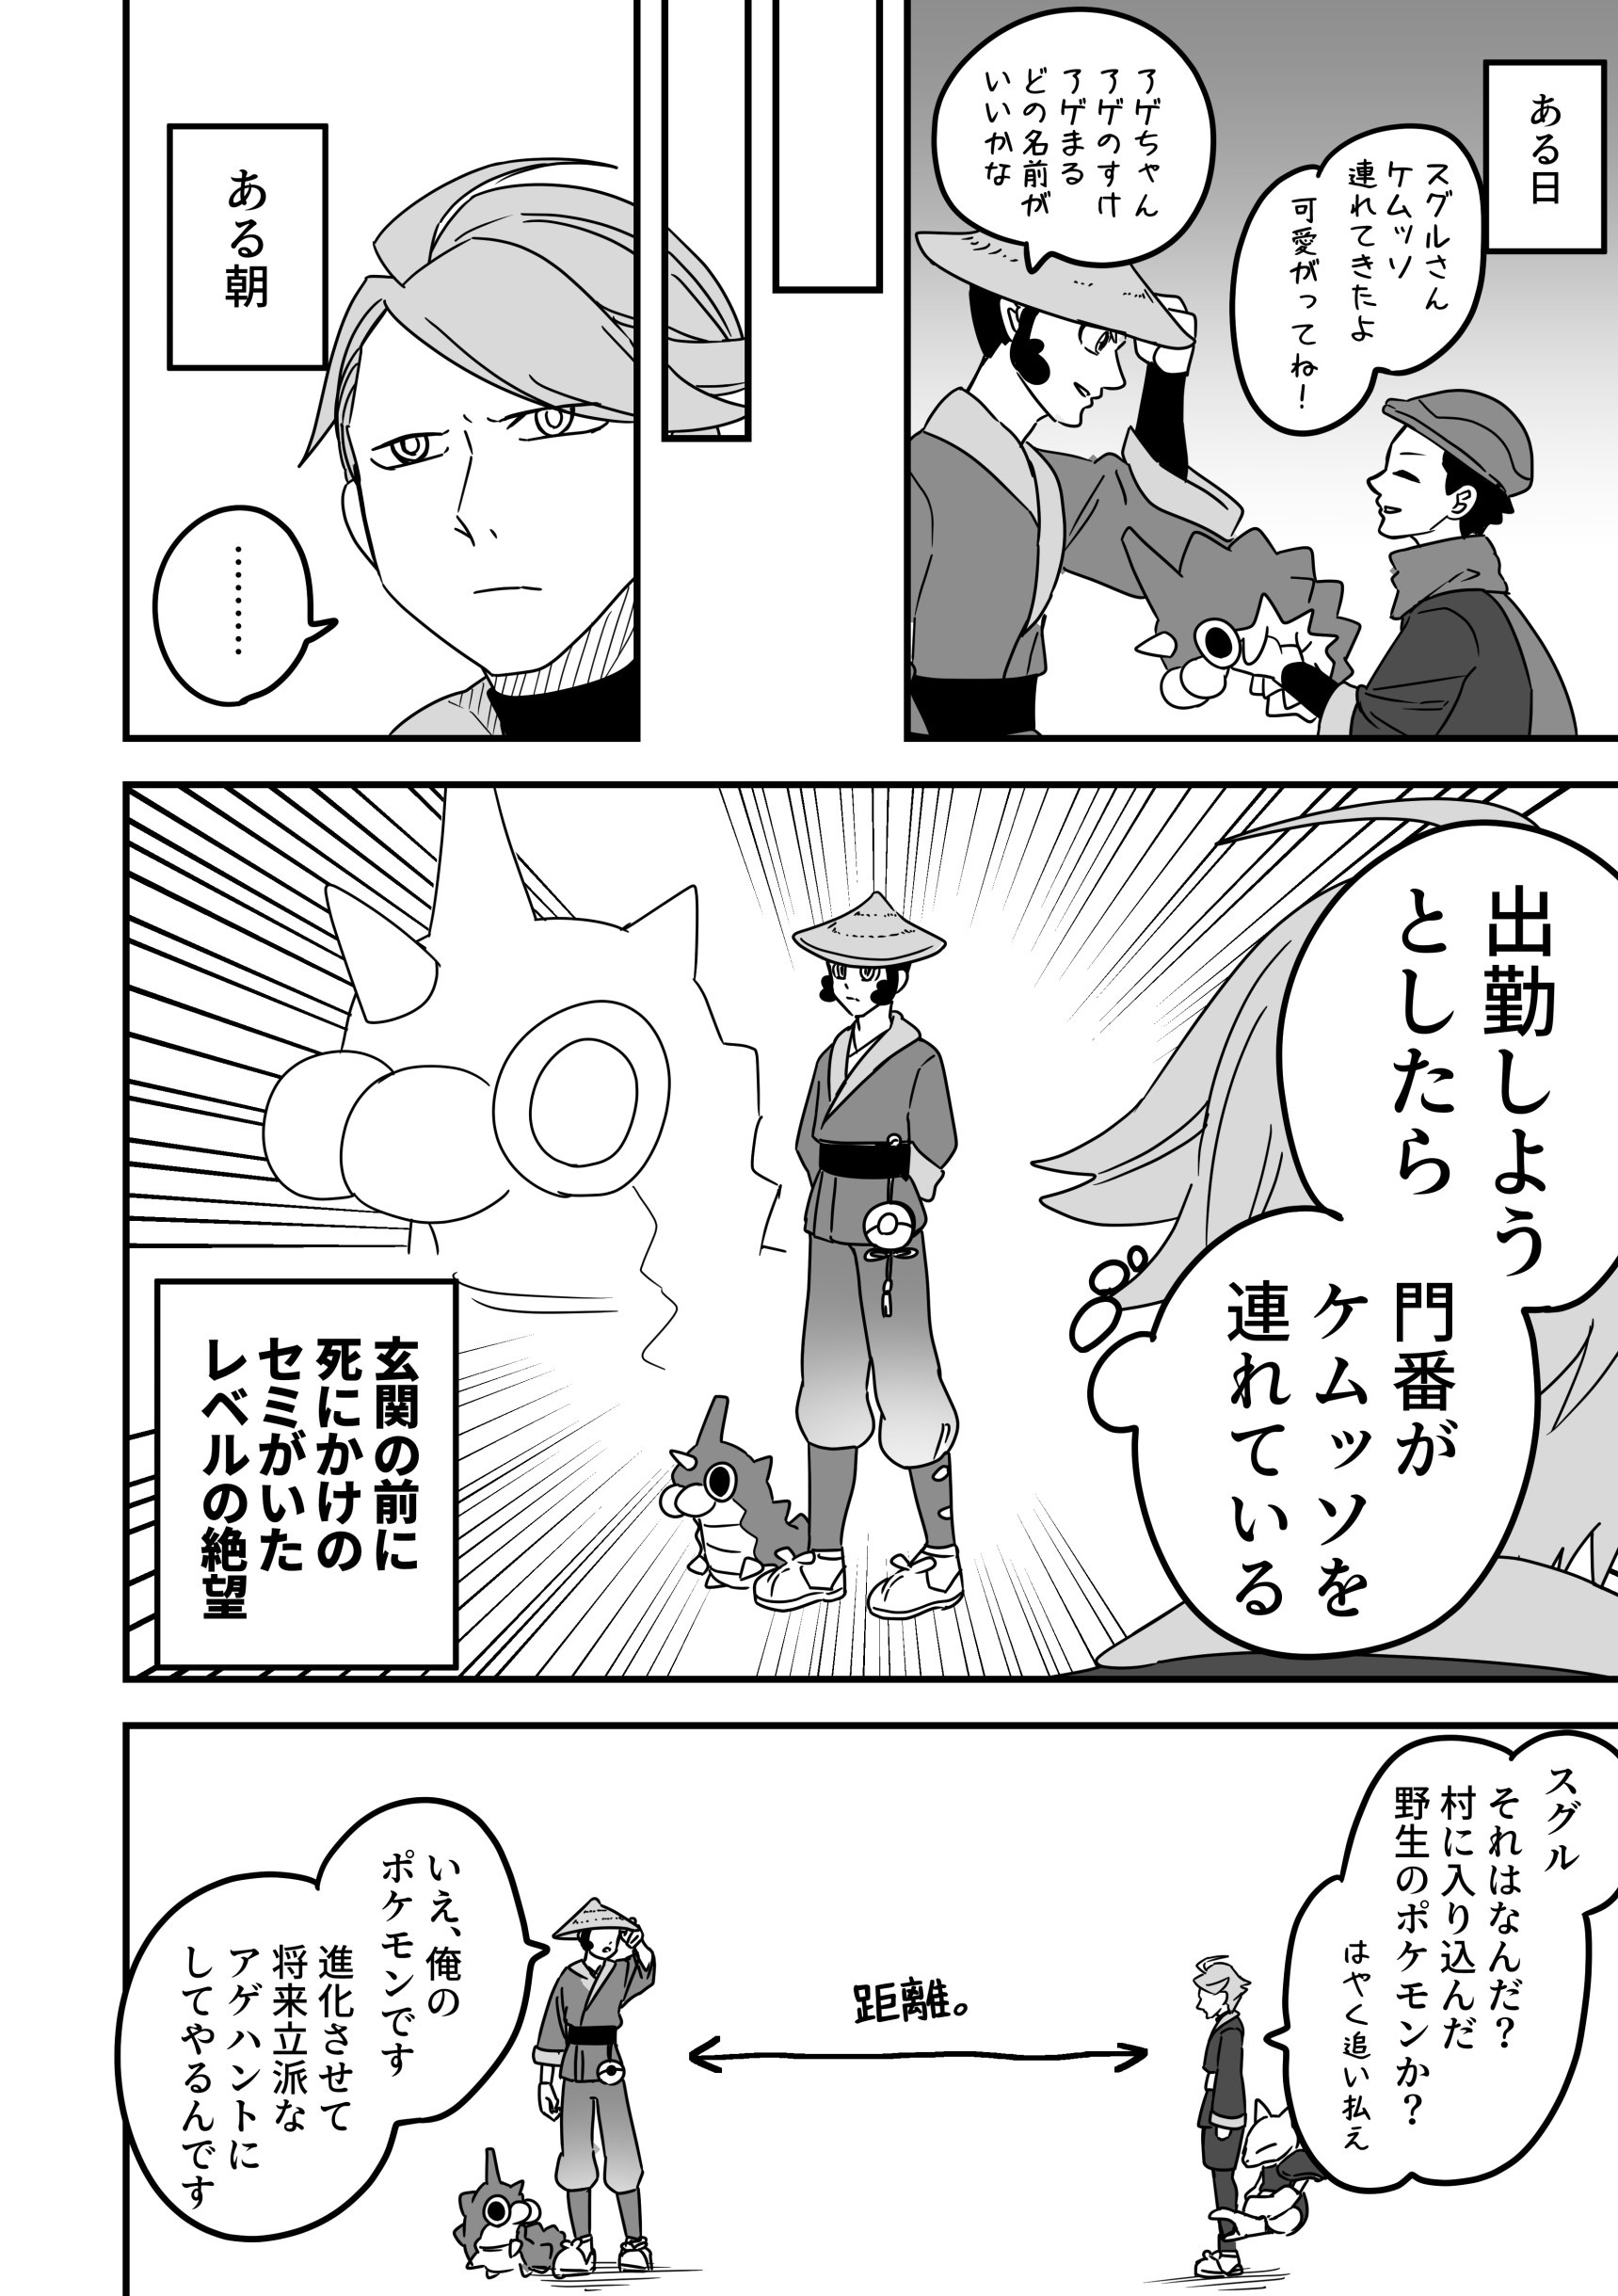 ある日
スグルさん
ケムッソ
連れてきたよ
可愛がってね！
アゲちゃん
アゲのすけ
アゲまる
どの名前が
いいかな
ある朝
………
出勤しよう
としたら
門番が
ケムッソを
連れている
玄関の前に
死にかけの
セミがいた
レベルの絶望
スグル
それはなんだ？
村に入り込んだ
野生のポケモンか？
はやく追い払え
距離。
いえ、俺の
ポケモンです
進化させて
将来立派な
アゲハントに
してやるんです